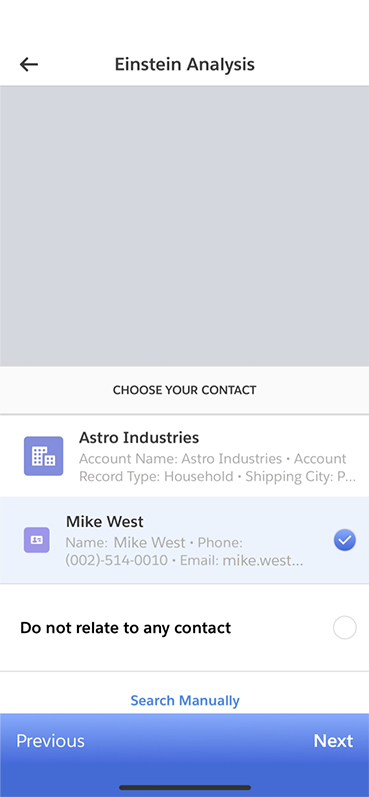 Einstein Analysis
CHOOSE YOUR CONTACT
Astro Industries
Account Name: Astro Industries • Account
Record Type: Household • Shipping City: P...
Mike West
Name: Mike West • Phone:
(002)-514-0010 • Email: mike.west...
Do not relate to any contact
Search Manually
Previous
Next